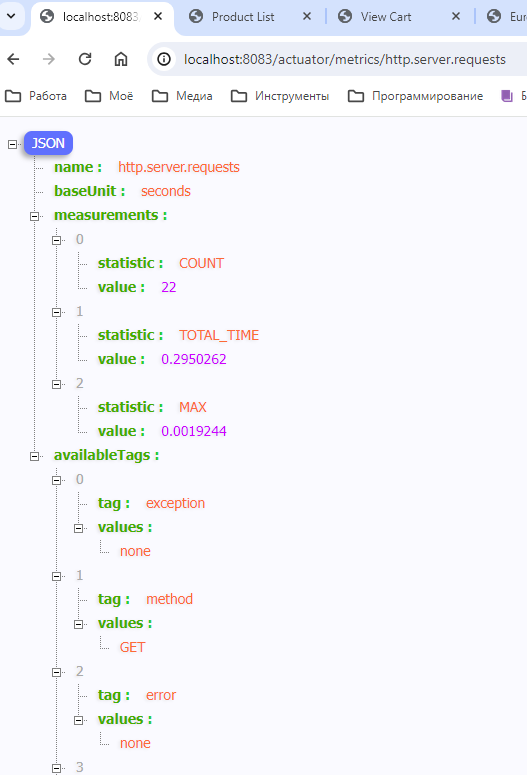 localhost:8083
Product List
View Cart
Eur
localhost:8083/actuator/metrics/http.server.requests
Работа
Моё
Медиа
Инструменты
Программирование
JSON
name : http.server.requests
baseUnit : seconds
measurements :
0
statistic : COUNT
value : 22
1
statistic : TOTAL_TIME
value : 0.2950262
2
statistic : MAX
value : 0.0019244
availableTags :
0
tag : exception
values :
none
1
tag : method
values :
GET
2
tag : error
values :
none
3